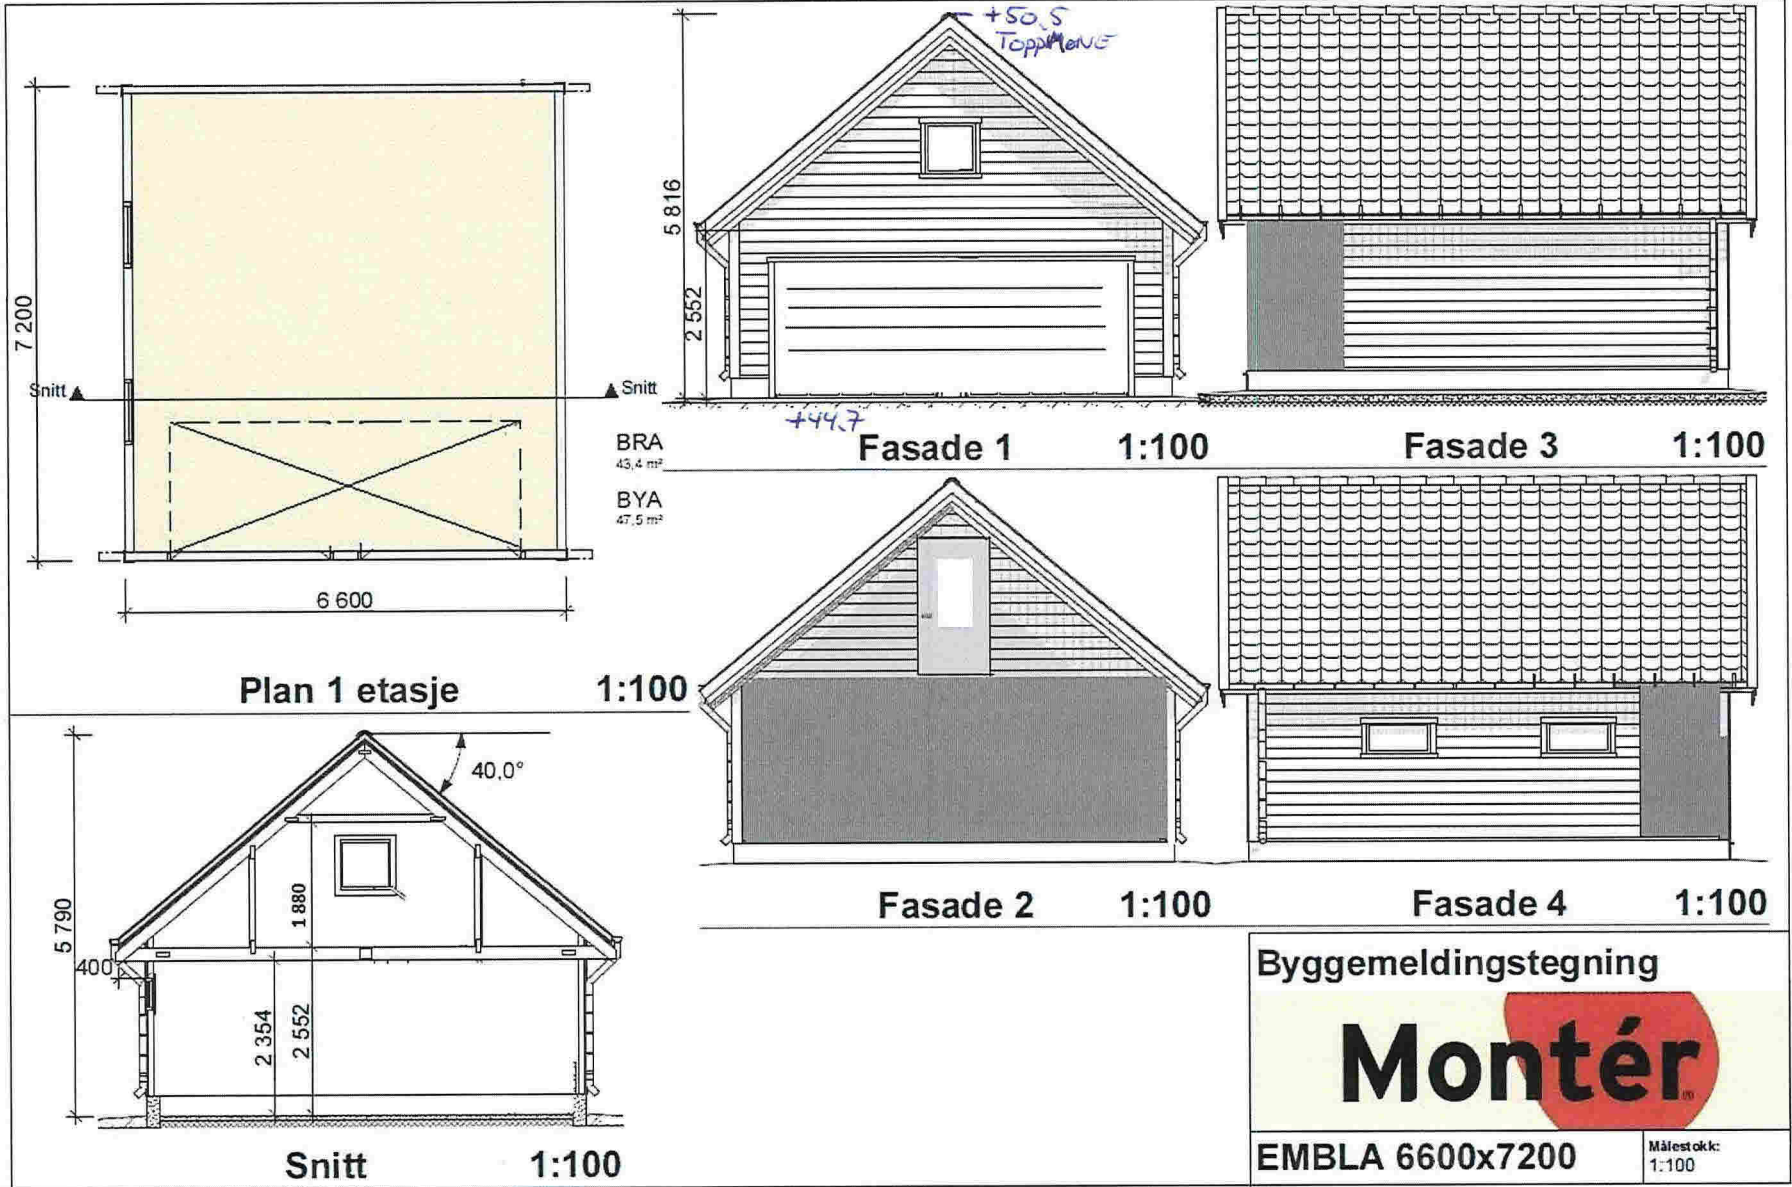 7 200
Snitt
Snitt
6 600
Plan 1 etasje 1:100
BRA
43,4 m²
BYA
47,5 m²
5 816
2 552
+50,5
ToppMØNE
+44,7
Fasade 1 1:100
Fasade 3 1:100
Fasade 2 1:100
Fasade 4 1:100
5 790
400
40,0°
1 880
2 354
2 552
Snitt 1:100
Byggemeldingstegning
Montér
EMBLA 6600x7200
Målestokk:
1:100